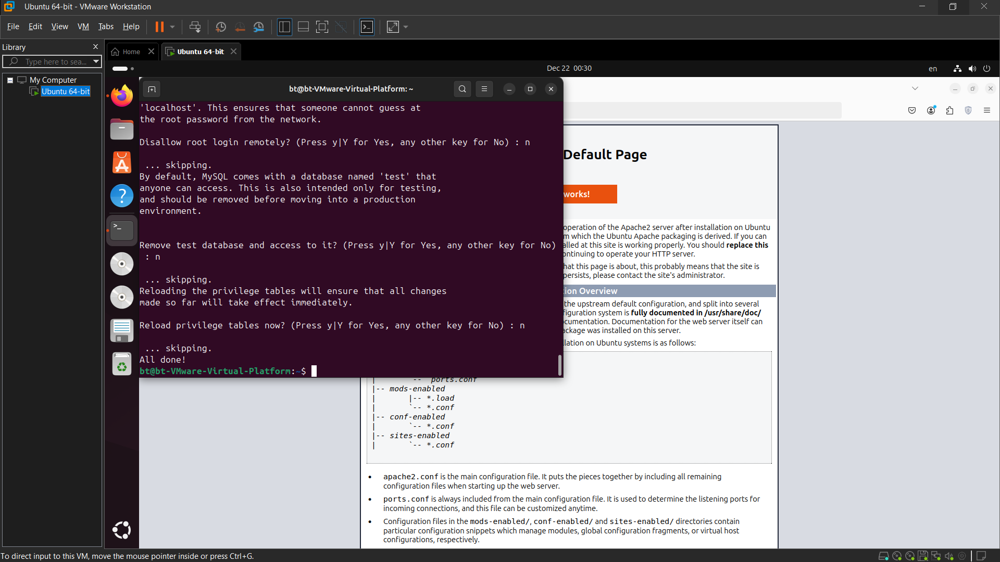 Ubuntu 64-bit - VMware Workstation
File Edit View VM Tabs Help
Library
Type here to sea...
My Computer
Ubuntu 64-bit
Home
Ubuntu 64-bit
Dec 22 00:30
en
bt@bt-VMware-Virtual-Platform: ~
'localhost'. This ensures that someone cannot guess at
the root password from the network.
Disallow root login remotely? (Press y|Y for Yes, any other key for No) : n
... skipping.
By default, MySQL comes with a database named 'test' that
anyone can access. This is also intended only for testing,
and should be removed before moving into a production
environment.
Remove test database and access to it? (Press y|Y for Yes, any other key for No)
: n
... skipping.
Reloading the privilege tables will ensure that all changes
made so far will take effect immediately.
Reload privilege tables now? (Press y|Y for Yes, any other key for No) : n
... skipping.
All done!
bt@bt-VMware-Virtual-Platform:~$
Default Page
works!
operation of the Apache2 server after installation on Ubuntu
m which the Ubuntu Apache packaging is derived. If you can
alled at this site is working properly. You should replace this
ontinuing to operate your HTTP server.
hat this page is about, this probably means that the site is
persists, please contact the site's administrator.
tion Overview
the upstream default configuration, and split into several
figuration system is fully documented in /usr/share/doc/
ocumentation. Documentation for the web server itself can
ackage was installed on this server.
llation on Ubuntu systems is as follows:
|       `--  ports.conf
|-- mods-enabled
|       |-- *.load
|       `-- *.conf
|-- conf-enabled
|       `-- *.conf
|-- sites-enabled
|       `-- *.conf
• apache2.conf is the main configuration file. It puts the pieces together by including all remaining
configuration files when starting up the web server.
• ports.conf is always included from the main configuration file. It is used to determine the listening ports for
incoming connections, and this file can be customized anytime.
• Configuration files in the mods-enabled/, conf-enabled/ and sites-enabled/ directories contain
particular configuration snippets which manage modules, global configuration fragments, or virtual host
configurations, respectively.
To direct input to this VM, move the mouse pointer inside or press Ctrl+G.